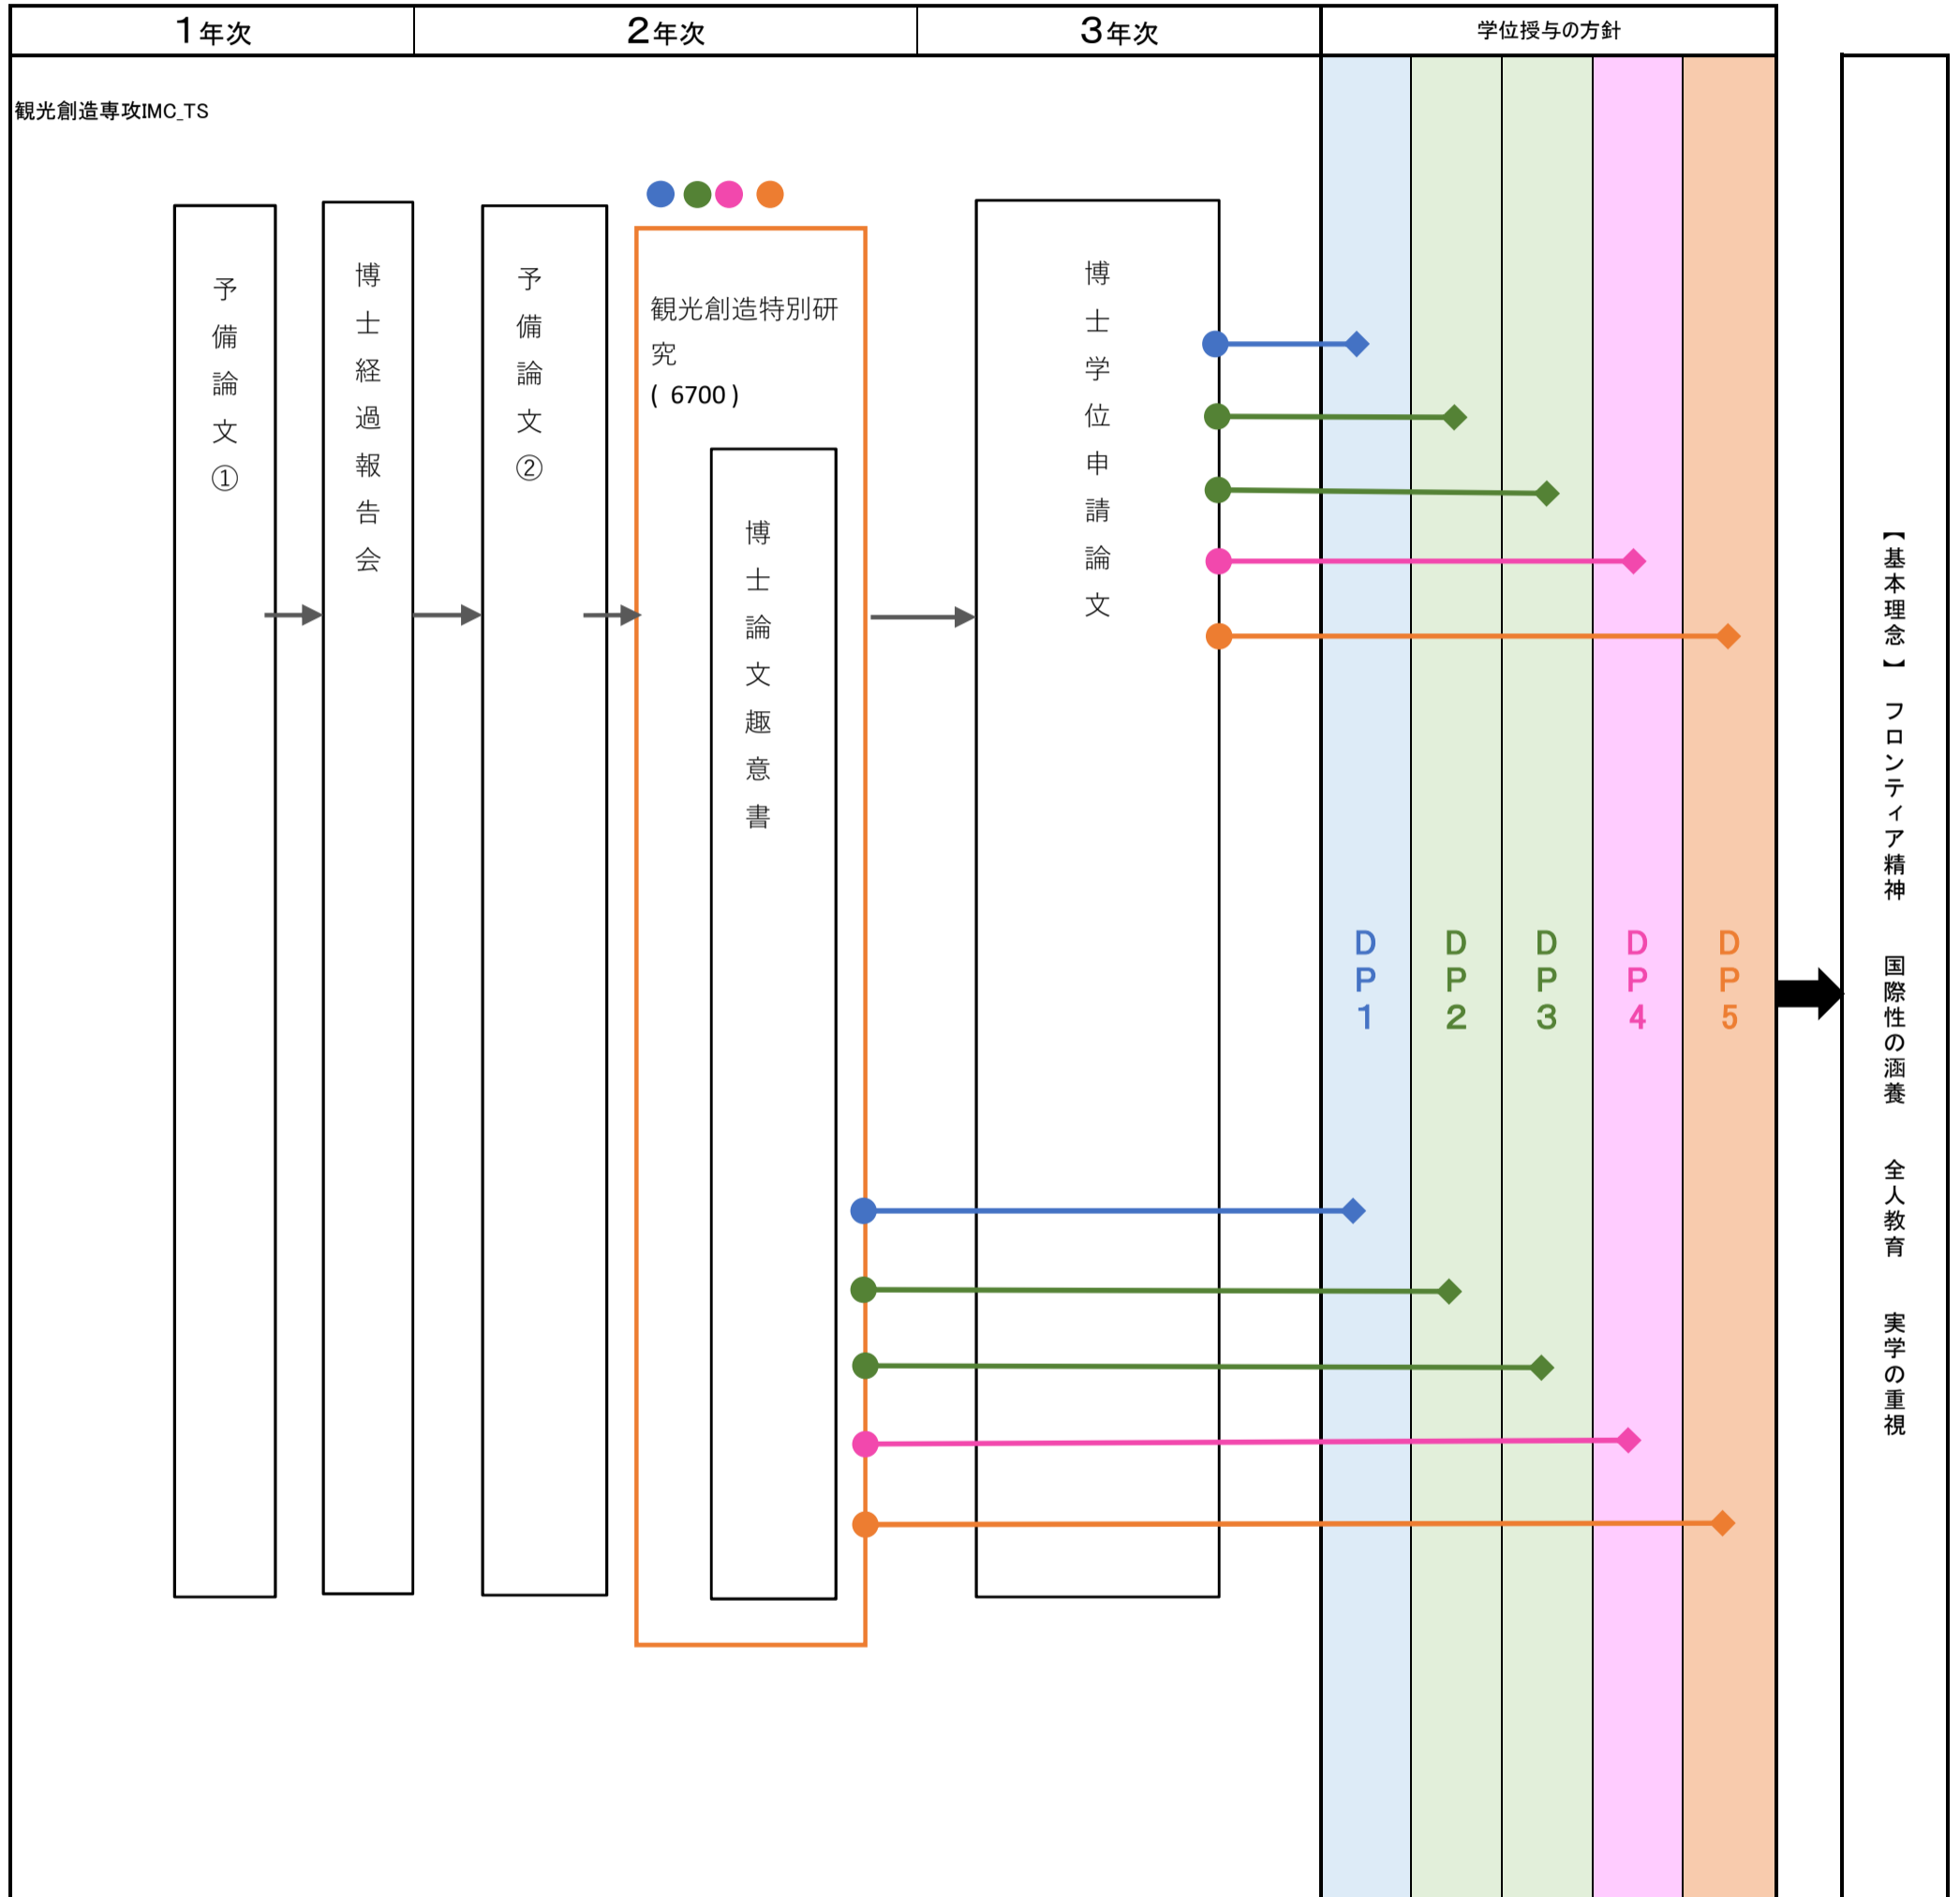 1年次
2年次
3年次
学位授与の方針
観光創造専攻IMC_TS
予備論文①
博士経過報告会
予備論文②
観光創造特別研
究
( 6700 )
博士論文趣意書
博士学位申請論文
DP1
DP2
DP3
DP4
DP5
【基本理念】 フロンティア精神 国際性の涵養 全人教育 実学の重視